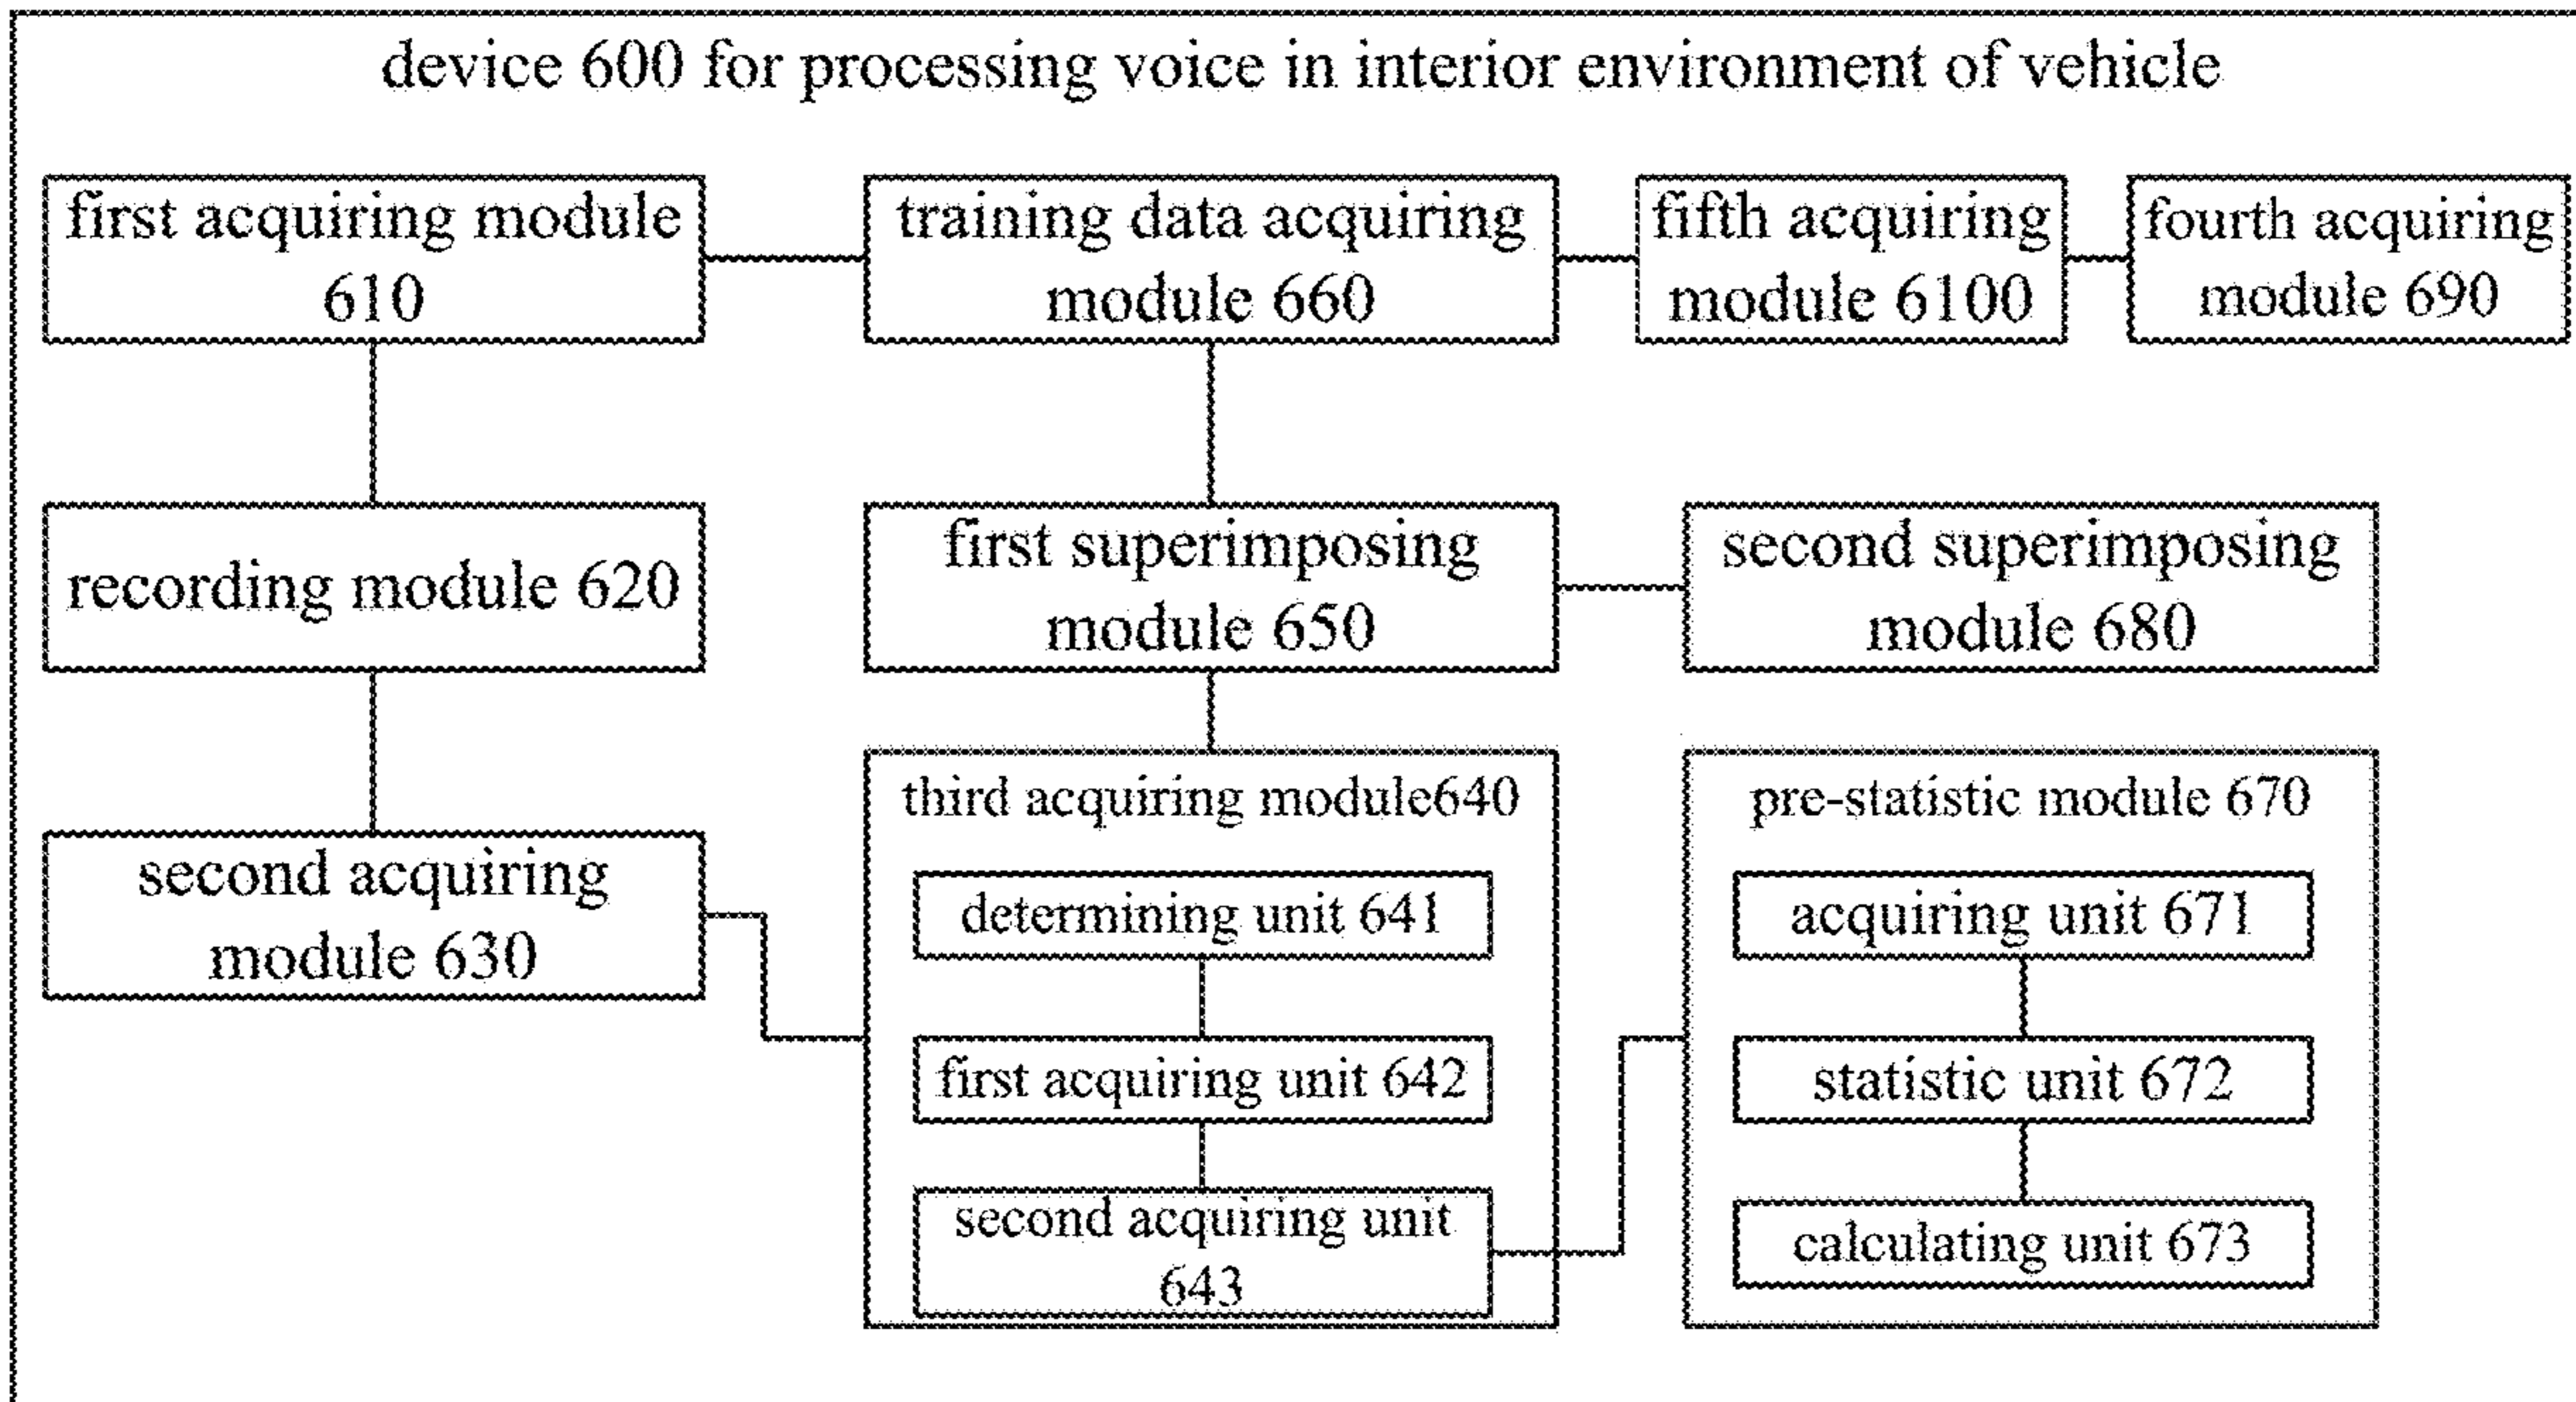 device 600 for processing voice in interior environment of vehicle
first acquiring module
610
training data acquiring
module 660
fifth acquiring
module 6100
fourth acquiring
module 690
recording module 620
first superimposing
module 650
second superimposing
module 680
second acquiring
module 630
third acquiring module640
determining unit 641
first acquiring unit 642
second acquiring unit
643
pre-statistic module 670
acquiring unit 671
statistic unit 672
calculating unit 673